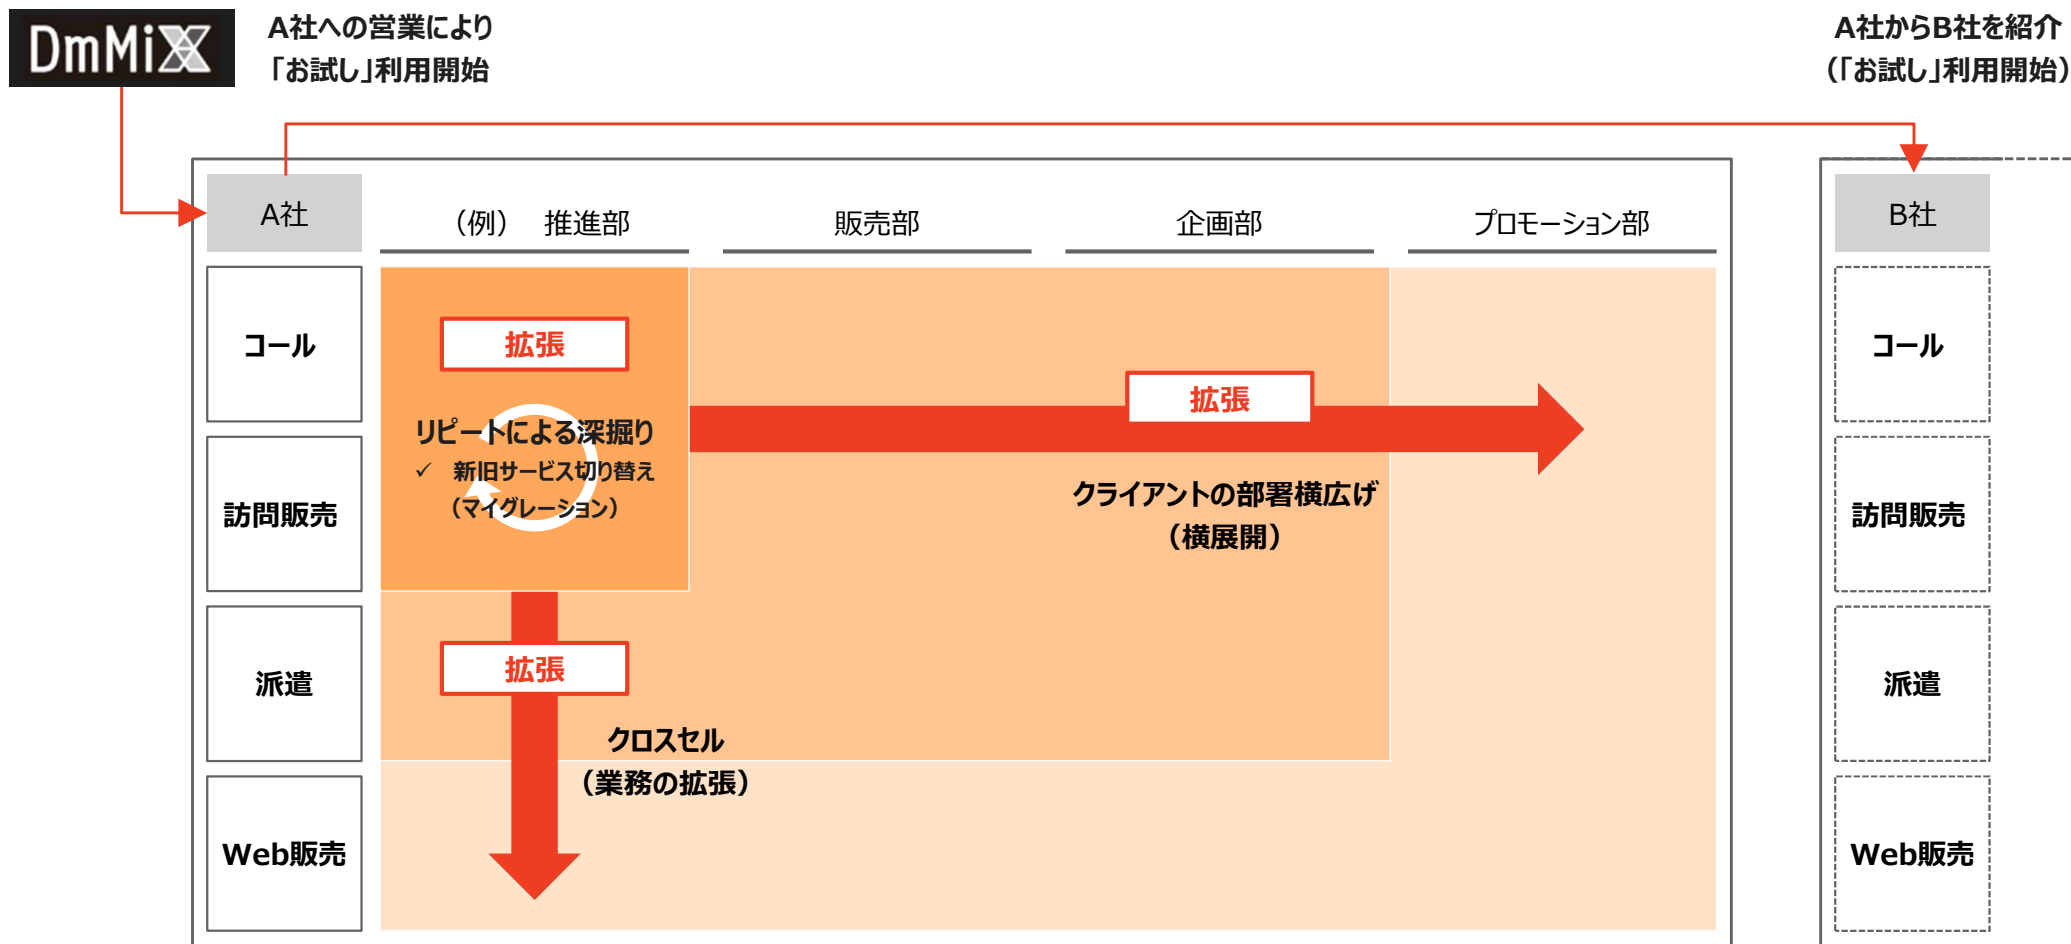 DmMiX
A社への営業により
「お試し」利用開始
A社からB社を紹介
（「お試し」利用開始）
A社
（例）　推進部
販売部
企画部
プロモーション部
B社
コール
訪問販売
派遣
Web販売
拡張
リピートによる深掘り
✓ 新旧サービス切り替え
（マイグレーション）
拡張
クライアントの部署横広げ
（横展開）
拡張
クロスセル
（業務の拡張）
コール
訪問販売
派遣
Web販売